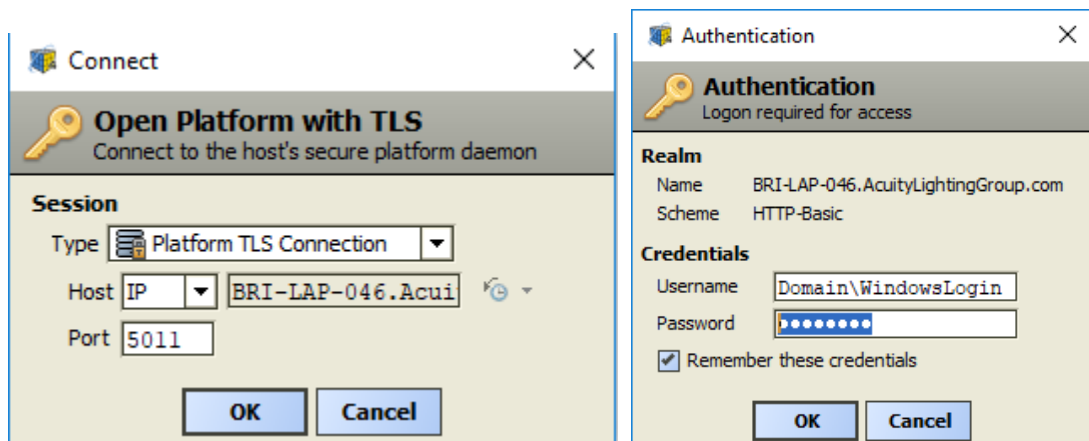 Connect
Open Platform with TLS
Connect to the host's secure platform daemon
Session
Type Platform TLS Connection
Host IP BRI-LAP-046.Acui
Port 5011
OK Cancel
Authentication
Authentication
Logon required for access
Realm
Name BRI-LAP-046.AcuityLightingGroup.com
Scheme HTTP-Basic
Credentials
Username Domain\WindowsLogin
Password
Remember these credentials
OK Cancel